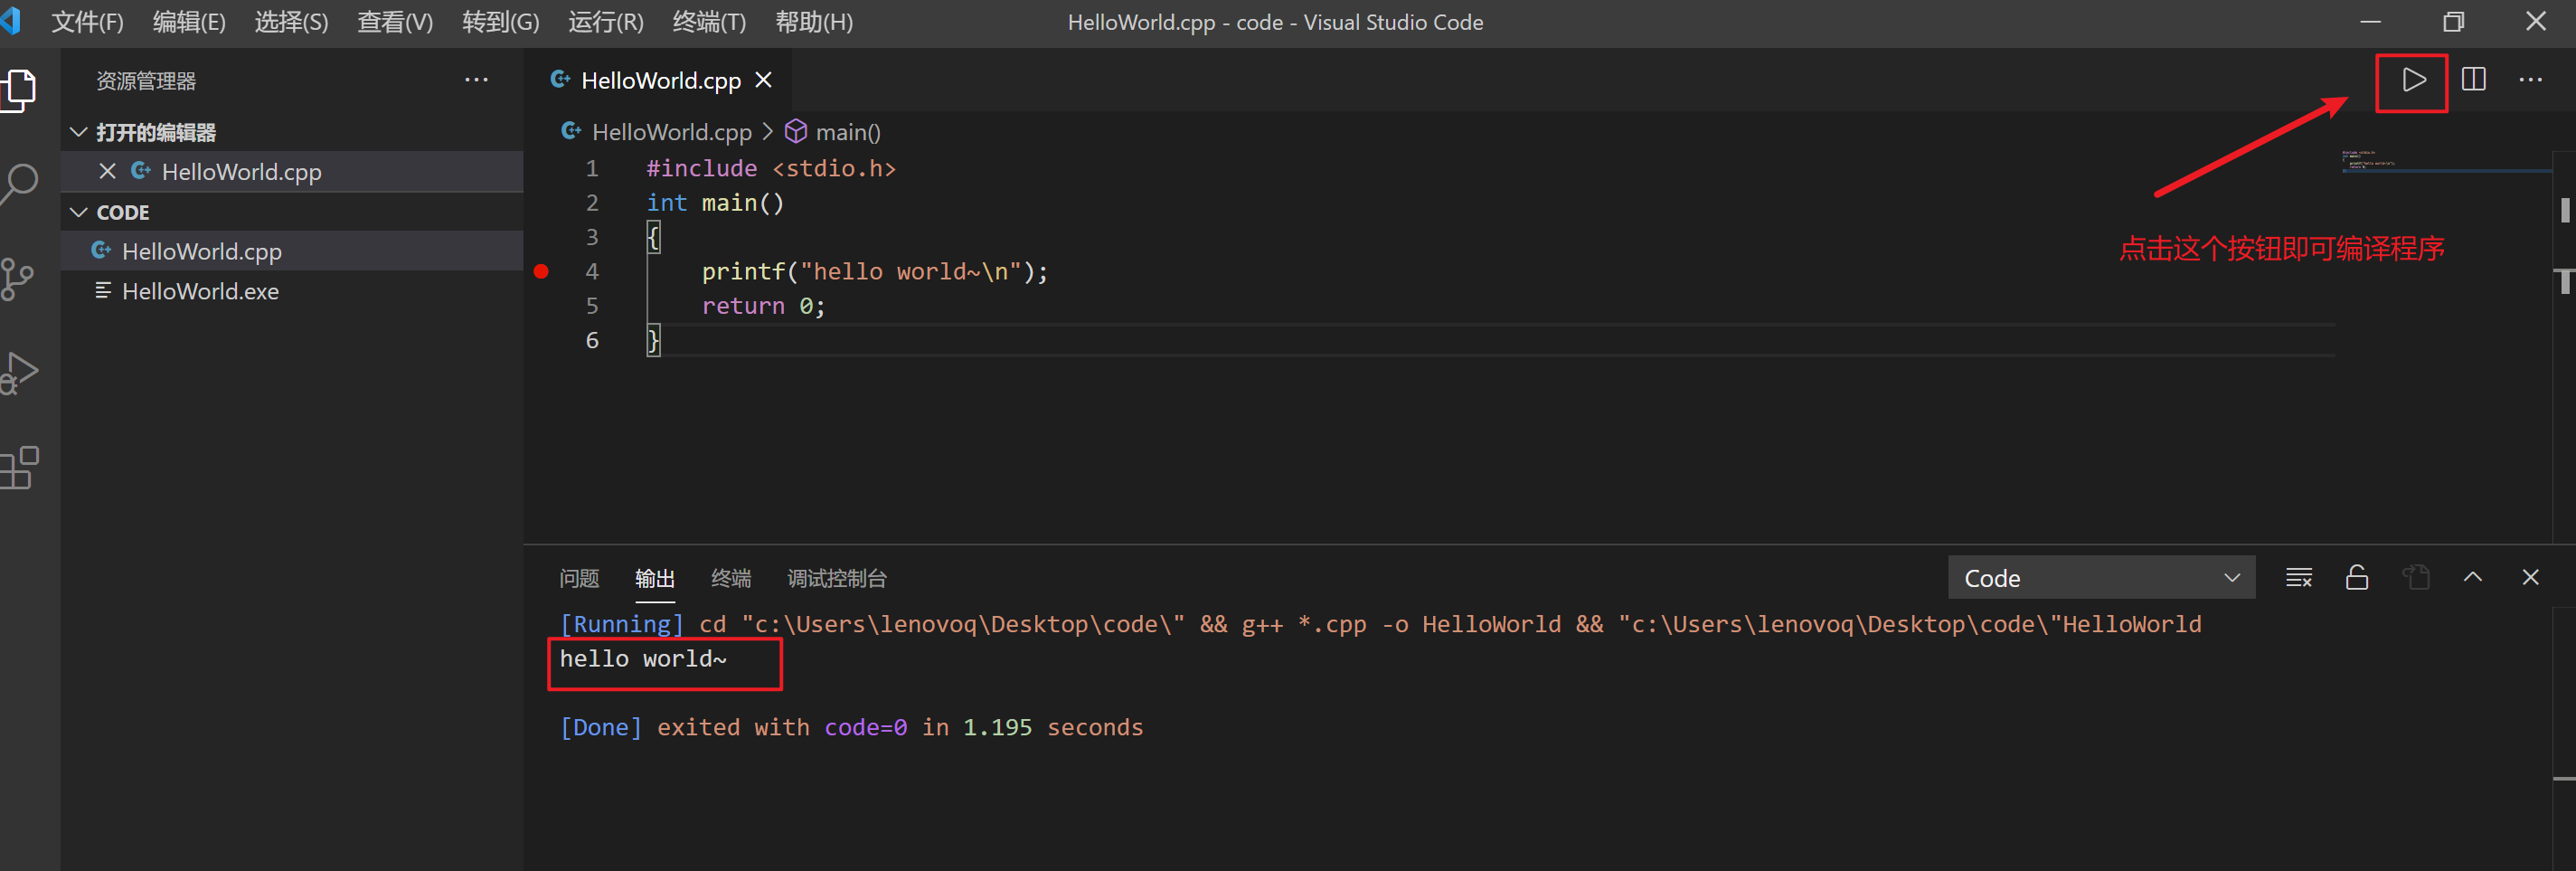 文件(F) 编辑(E) 选择(S) 查看(V) 转到(G) 运行(R) 终端(T) 帮助(H) HelloWorld.cpp - code - Visual Studio Code
资源管理器
打开的编辑器
HelloWorld.cpp
CODE
HelloWorld.cpp
HelloWorld.exe
HelloWorld.cpp
HelloWorld.cpp > main()
1 #include <stdio.h>
2 int main()
3 {
4 printf("hello world~\n");
5 return 0;
6 }
点击这个按钮即可编译程序
问题 输出 终端 调试控制台 Code
[Running] cd "c:\Users\lenovoq\Desktop\code\" && g++ *.cpp -o HelloWorld && "c:\Users\lenovoq\Desktop\code\"HelloWorld
hello world~
[Done] exited with code=0 in 1.195 seconds